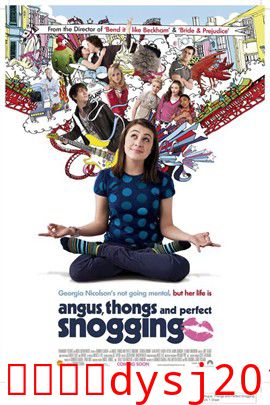 From the Director of 'Bend it like Beckham' & 'Bride & Prejudice'
Georgia Nicolson's not going mental, but her life is
angus, thongs and perfect
snogging
COMING SOON
dysj20